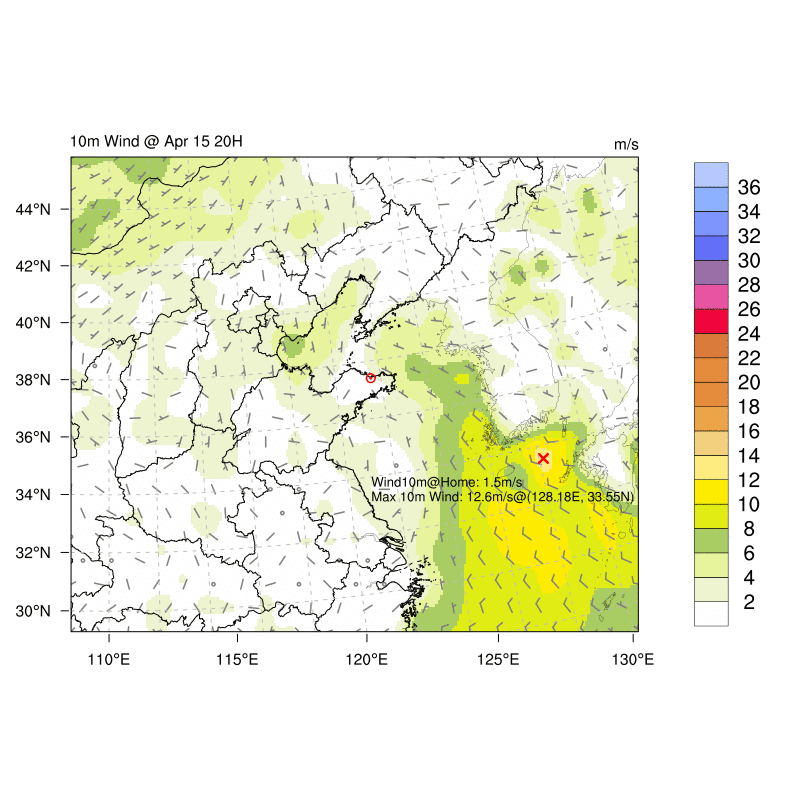 10m Wind @ Apr 15 20H
m/s
44°N
42°N
40°N
38°N
36°N
34°N
32°N
30°N
110°E
115°E
120°E
125°E
130°E
Wind10m@Home: 1.5m/s
Max 10m Wind: 12.6m/s@(128.18E, 33.55N)
36
34
32
30
28
26
24
22
20
18
16
14
12
10
8
6
4
2